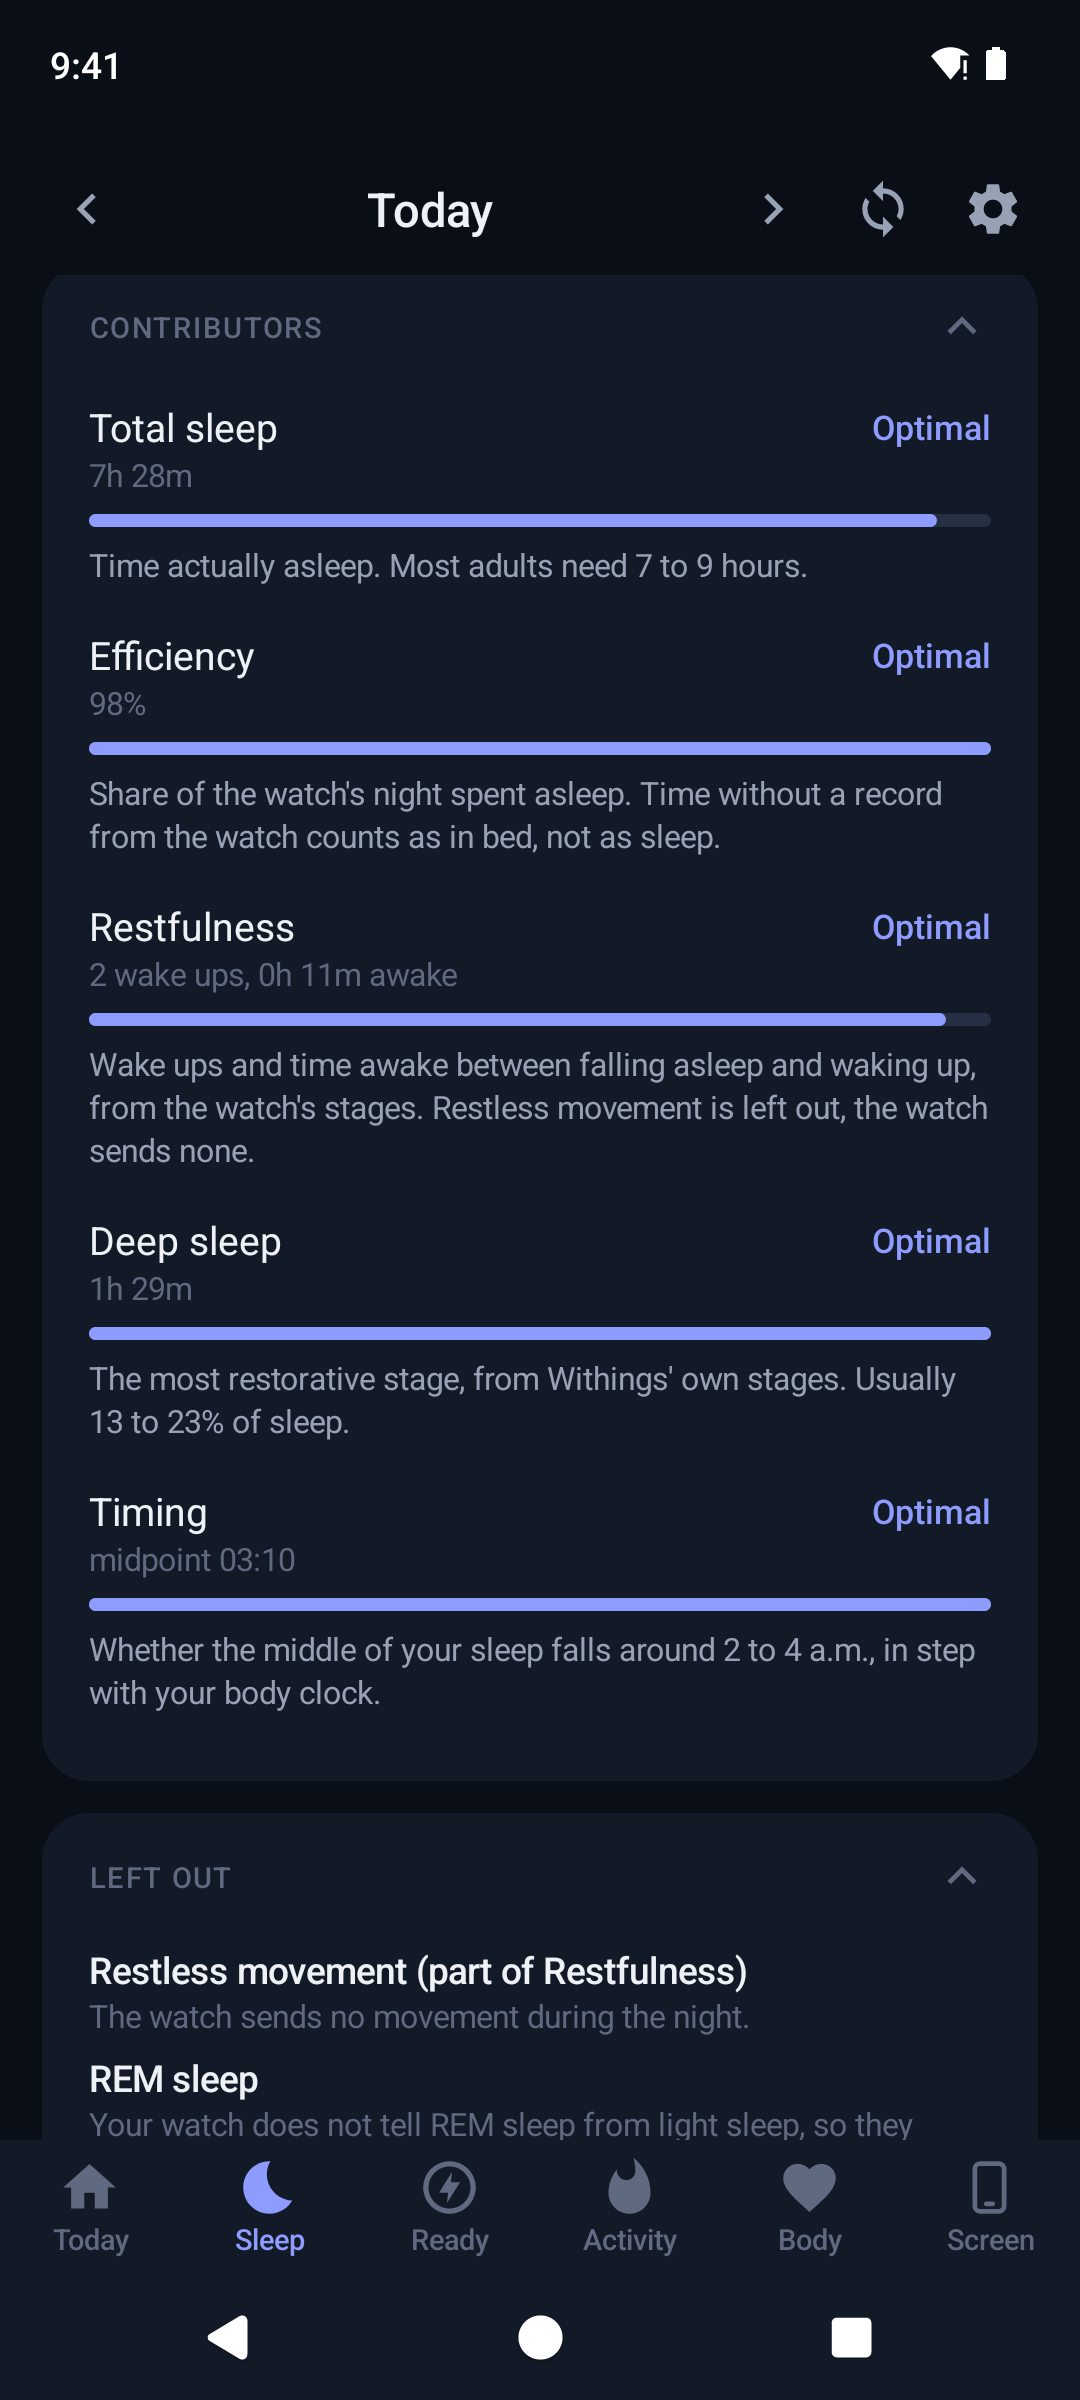 9:41
Today
CONTRIBUTORS
Total sleep
Optimal
7h 28m
Time actually asleep. Most adults need 7 to 9 hours.
Efficiency
Optimal
98%
Share of the watch's night spent asleep. Time without a record
from the watch counts as in bed, not as sleep.
Restfulness
Optimal
2 wake ups, 0h 11m awake
Wake ups and time awake between falling asleep and waking up,
from the watch's stages. Restless movement is left out, the watch
sends none.
Deep sleep
Optimal
1h 29m
The most restorative stage, from Withings' own stages. Usually
13 to 23% of sleep.
Timing
Optimal
midpoint 03:10
Whether the middle of your sleep falls around 2 to 4 a.m., in step
with your body clock.
LEFT OUT
Restless movement (part of Restfulness)
The watch sends no movement during the night.
REM sleep
Your watch does not tell REM sleep from light sleep, so they
Today
Sleep
Ready
Activity
Body
Screen